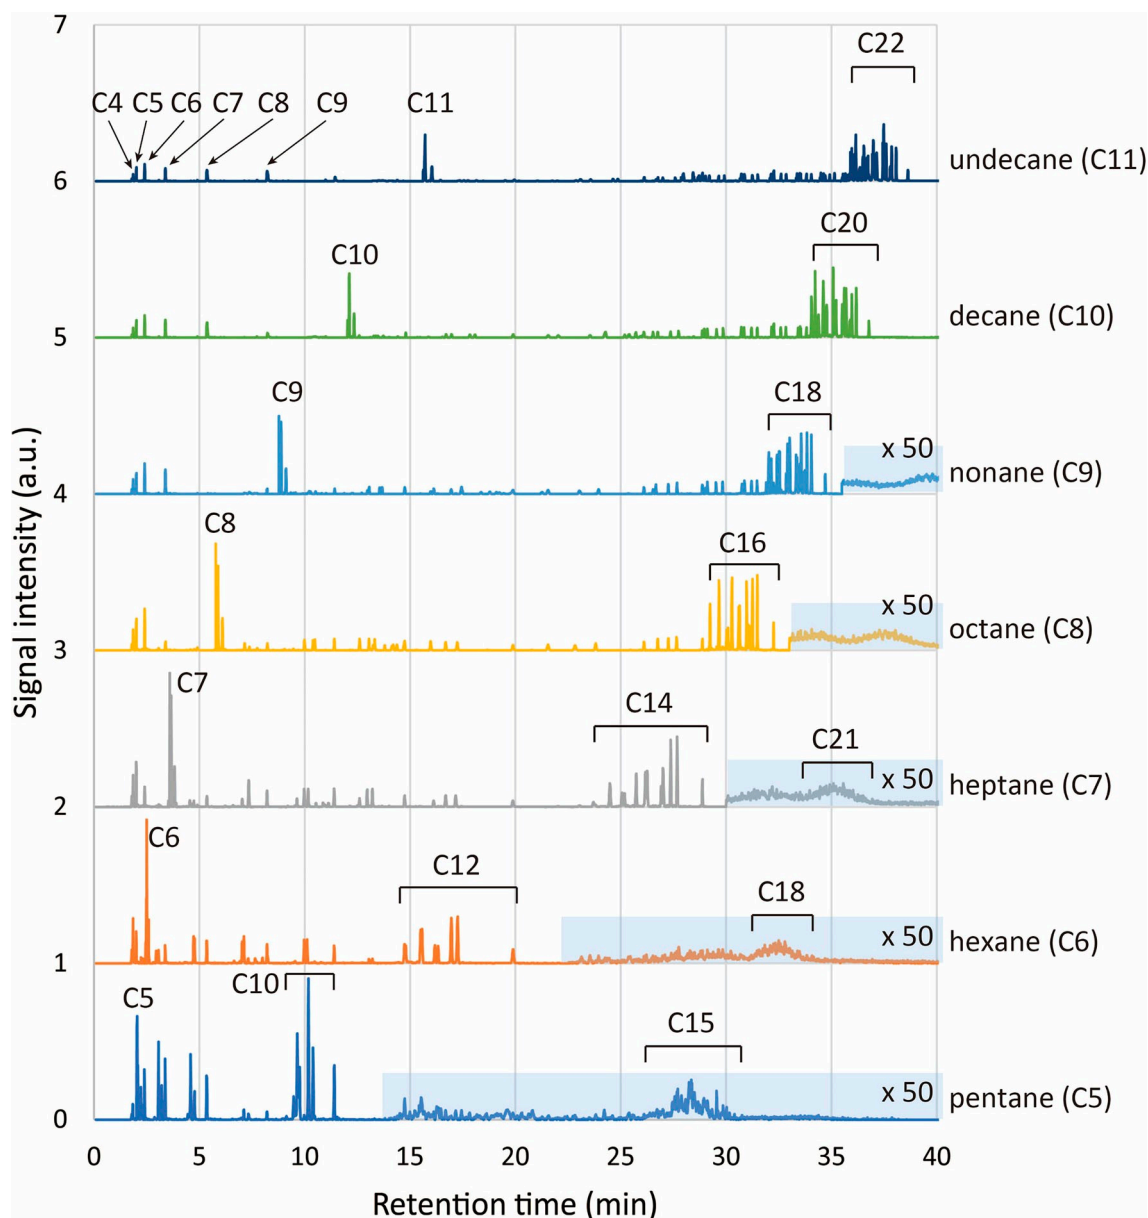 7
C22
C4 C5 C6 C7 C8 C9 C11
undecane (C11)
6
C20
C10
decane (C10)
5
C9
C18
x 50
nonane (C9)
4
C8
C16
x 50
octane (C8)
3
C7
C14
C21
x 50
heptane (C7)
2
C6
C12
C18
x 50
hexane (C6)
1
C10
C5
C15
x 50
pentane (C5)
0
0 5 10 15 20 25 30 35 40
Retention time (min)
Signal intensity (a.u.)